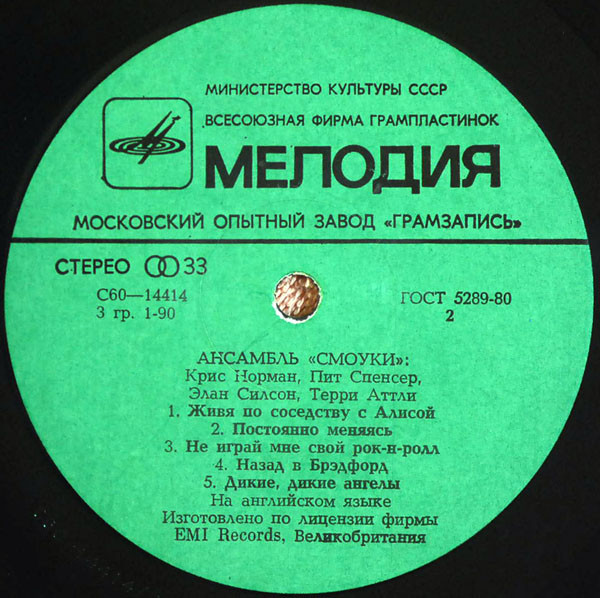 МИНИСТЕРСТВО КУЛЬТУРЫ СССР
ВСЕСОЮЗНАЯ ФИРМА ГРАМПЛАСТИНОК
МЕЛОДИЯ
МОСКОВСКИЙ ОПЫТНЫЙ ЗАВОД «ГРАМЗАПИСЬ»
СТЕРЕО 33
С60—14414 ГОСТ 5289-80
3 гр. 1-90 2
АНСАМБЛЬ «СМОУКИ»:
Крис Норман, Пит Спенсер,
Элан Силсон, Терри Аттли
1. Живя по соседству с Алисой
2. Постоянно меняясь
3. Не играй мне свой рок-н-ролл
4. Назад в Брэдфорд
5. Дикие, дикие ангелы
На английском языке
Изготовлено по лицензии фирмы
EMI Records, Великобритания